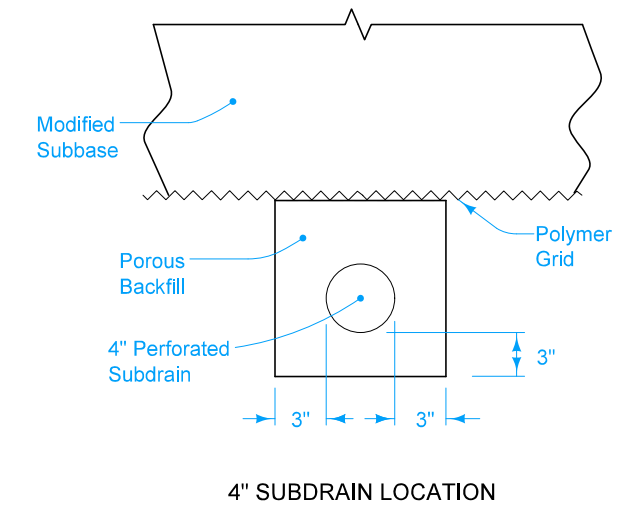 Modified
Subbase
Polymer
Grid
Porous
Backfill
4" Perforated
Subdrain
3"
3"
3"
4" SUBDRAIN LOCATION